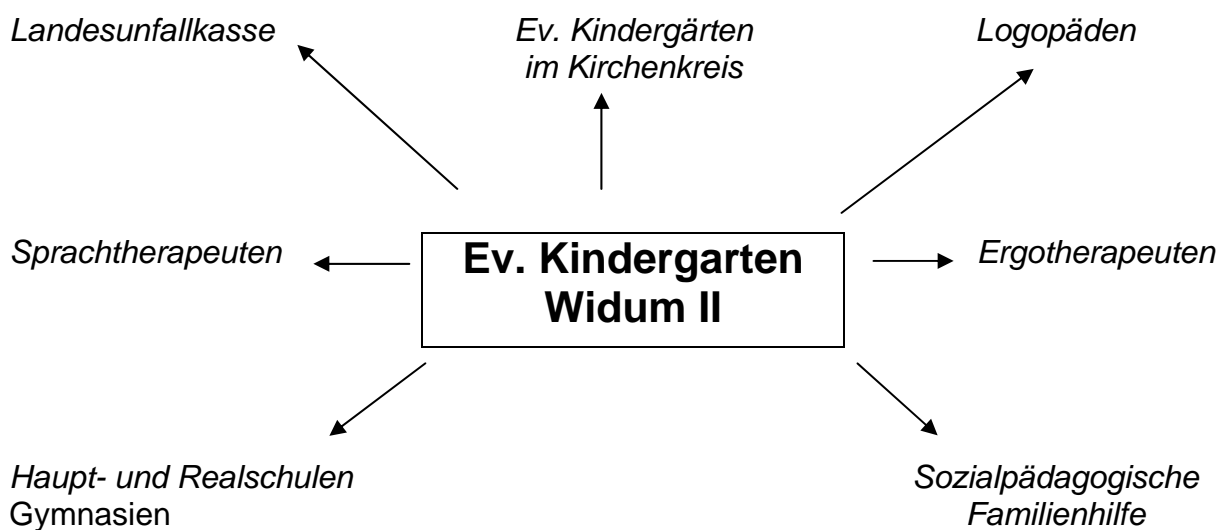 Landesunfallkasse
Ev. Kindergärten
im Kirchenkreis
Logopäden
Sprachtherapeuten
Ev. Kindergarten
Widum II
Ergotherapeuten
Haupt- und Realschulen
Gymnasien
Sozialpädagogische
Familienhilfe